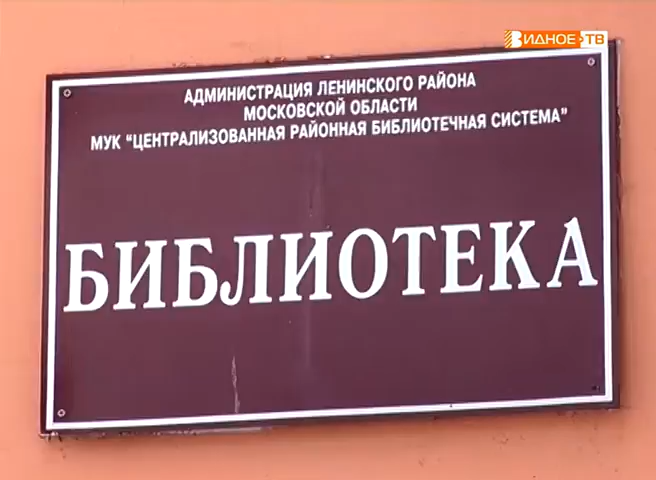 ВИДНОЕ-ТВ
АДМИНИСТРАЦИЯ ЛЕНИНСКОГО РАЙОНА
МОСКОВСКОЙ ОБЛАСТИ
МУК "ЦЕНТРАЛИЗОВАННАЯ РАЙОННАЯ БИБЛИОТЕЧНАЯ СИСТЕМА"
БИБЛИОТЕКА